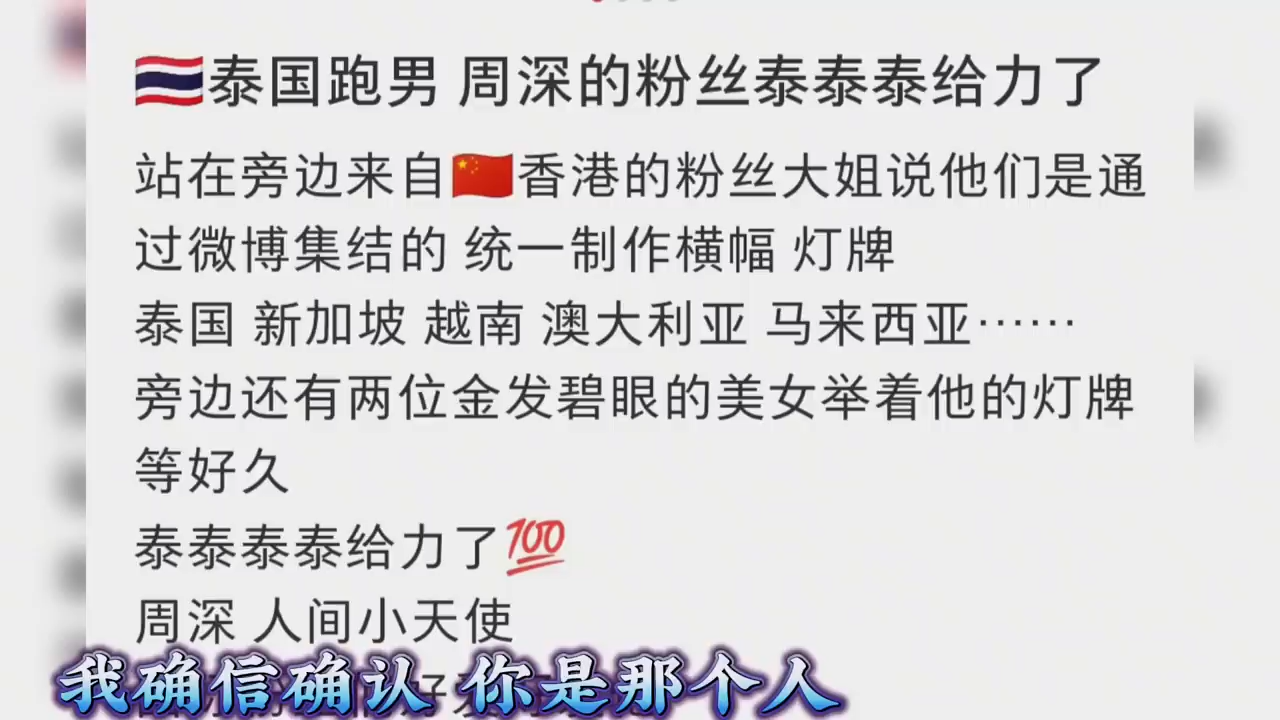 🇹🇭泰国跑男 周深的粉丝泰泰泰给力了
站在旁边来自🇨🇳香港的粉丝大姐说他们是通
过微博集结的 统一制作横幅 灯牌
泰国 新加坡 越南 澳大利亚 马来西亚……
旁边还有两位金发碧眼的美女举着他的灯牌
等好久
泰泰泰泰给力了💯
周深 人间小天使
我确信确认 你是那个人